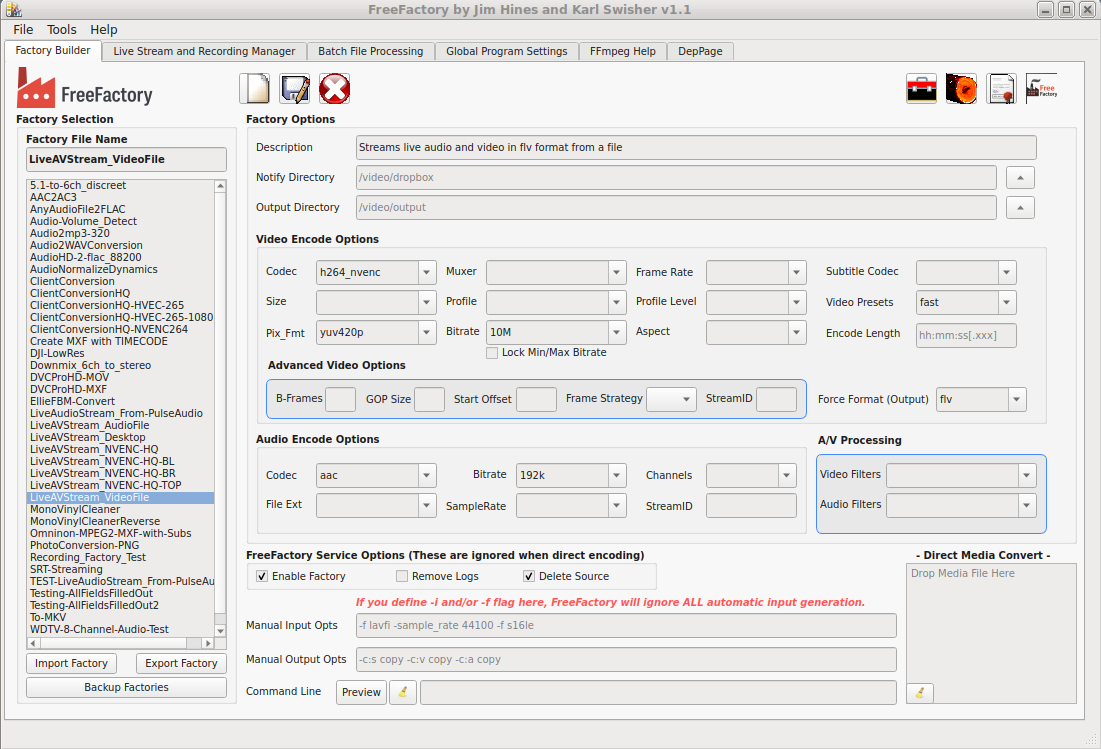 FreeFactory by Jim Hines and Karl Swisher v1.1
File Tools Help
Factory Builder Live Stream and Recording Manager Batch File Processing Global Program Settings FFmpeg Help DepPage
FreeFactory
Free Factory
Factory Selection
Factory File Name
LiveAVStream_VideoFile
5.1-to-6ch_discreet
AAC2AC3
AnyAudioFile2FLAC
Audio-Volume_Detect
Audio2mp3-320
Audio2WAVConversion
AudioHD-2-flac_88200
AudioNormalizeDynamics
ClientConversion
ClientConversionHQ
ClientConversionHQ-HVEC-265
ClientConversionHQ-HVEC-265-1080
ClientConversionHQ-NVENC264
Create MXF with TIMECODE
DJI-LowRes
Downmix_6ch_to_stereo
DVCProHD-MOV
DVCProHD-MXF
EllieFBM-Convert
LiveAudioStream_From-PulseAudio
LiveAVStream_AudioFile
LiveAVStream_Desktop
LiveAVStream_NVENC-HQ
LiveAVStream_NVENC-HQ-BL
LiveAVStream_NVENC-HQ-BR
LiveAVStream_NVENC-HQ-TOP
LiveAVStream_VideoFile
MonoVinylCleaner
MonoVinylCleanerReverse
Omninon-MPEG2-MXF-with-Subs
PhotoConversion-PNG
Recording_Factory_Test
SRT-Streaming
TEST-LiveAudioStream_From-PulseAu
Testing-AllFieldsFilledOut
Testing-AllFieldsFilledOut2
To-MKV
WDTV-8-Channel-Audio-Test
Import Factory Export Factory
Backup Factories
Factory Options
Description Streams live audio and video in flv format from a file
Notify Directory /video/dropbox
Output Directory /video/output
Video Encode Options
Codec h264_nvenc Muxer Frame Rate Subtitle Codec
Size Profile Profile Level Video Presets fast
Pix_Fmt yuv420p Bitrate 10M Aspect Encode Length hh:mm:ss[.xxx]
Lock Min/Max Bitrate
Advanced Video Options
B-Frames GOP Size Start Offset Frame Strategy StreamID Force Format (Output) flv
Audio Encode Options
Codec aac Bitrate 192k Channels
File Ext SampleRate StreamID
A/V Processing
Video Filters
Audio Filters
FreeFactory Service Options (These are ignored when direct encoding)
Enable Factory Remove Logs Delete Source
If you define -i and/or -f flag here, FreeFactory will ignore ALL automatic input generation.
Manual Input Opts -f lavfi -sample_rate 44100 -f s16le
Manual Output Opts -c:s copy -c:v copy -c:a copy
Command Line Preview
- Direct Media Convert -
Drop Media File Here